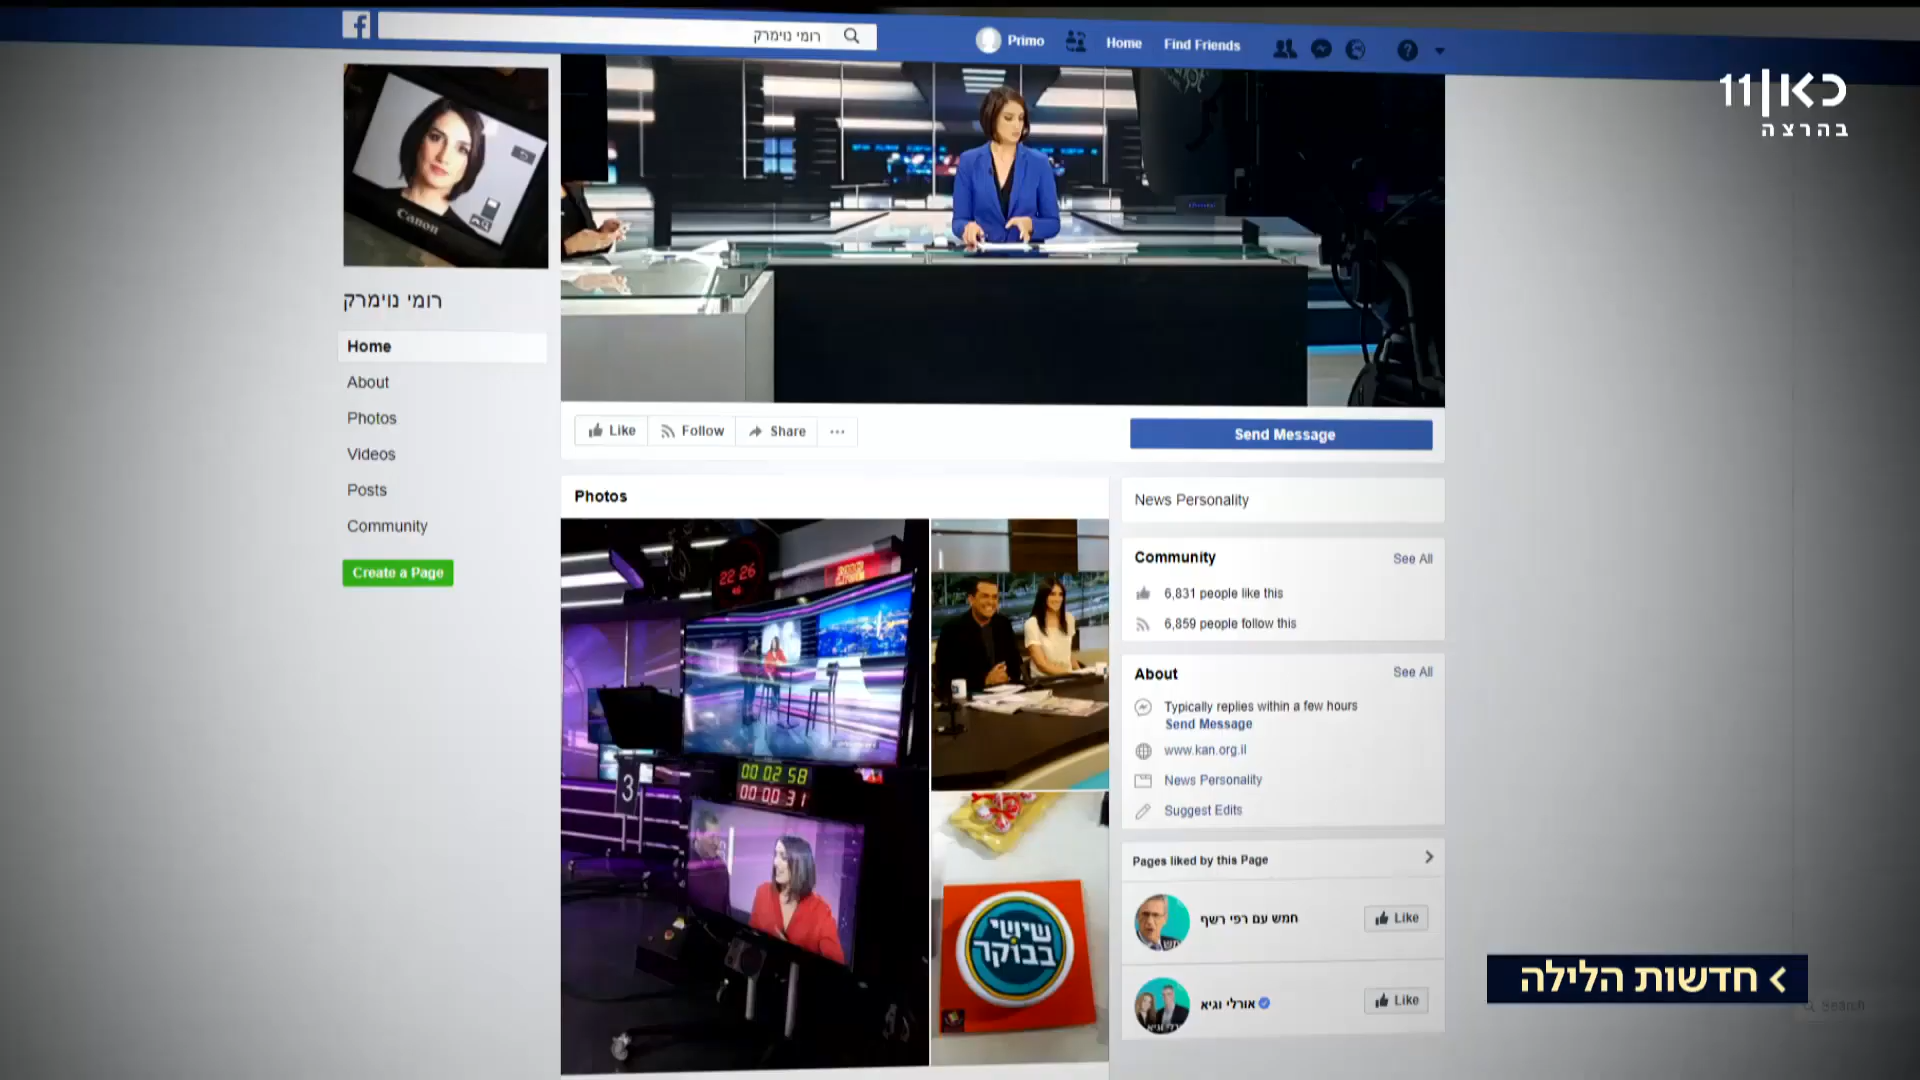 רומי נוימרק
Primo
Home
Find Friends
כאן 11
בהרצה
Canon
רומי נוימרק
Home
About
Photos
Videos
Posts
Community
Create a Page
Like
Follow
Share
Send Message
Photos
22 26
3
00 02 58
00 00 31
שישי
בבוקר
News Personality
Community
See All
6,831 people like this
6,859 people follow this
About
See All
Typically replies within a few hours
Send Message
www.kan.org.il
News Personality
Suggest Edits
Pages liked by this Page
חמש עם רפי רשף
Like
אורלי וגיא
Like
חדשות הלילה
Search